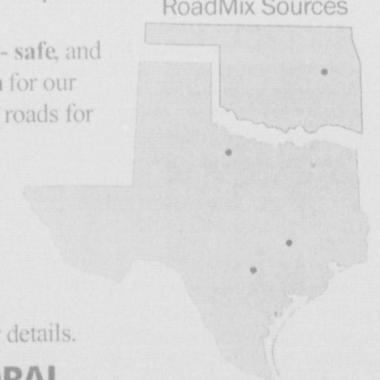 RoadMix Sources
- safe, and
for our
roads for
details.